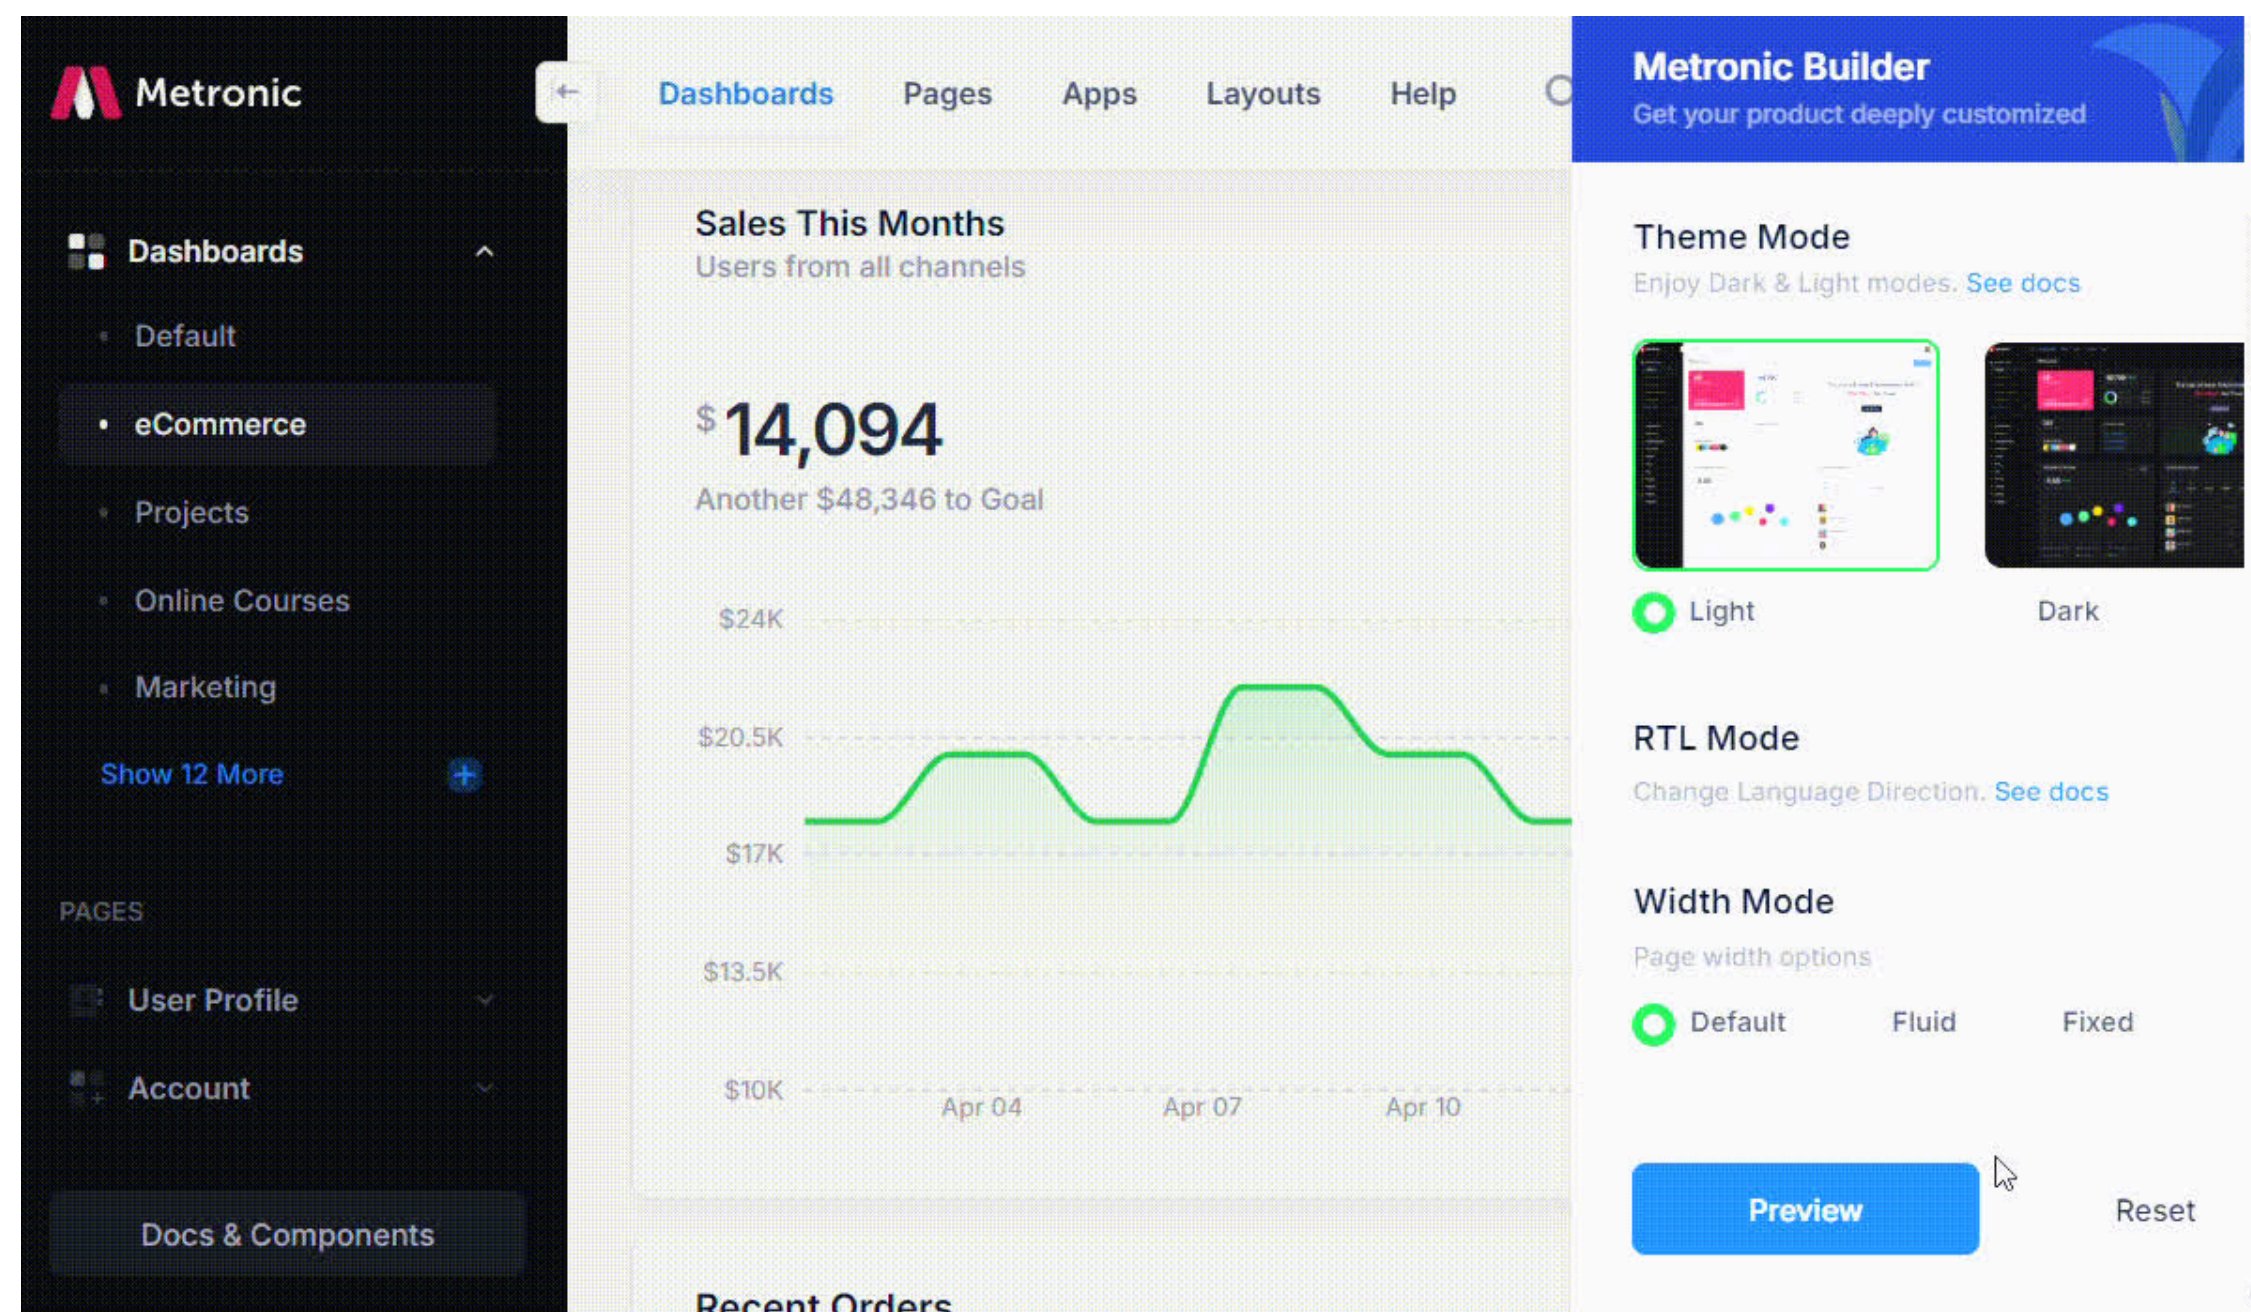 Metronic
Dashboards
Default
eCommerce
Projects
Online Courses
Marketing
Show 12 More
PAGES
User Profile
Account
Docs & Components
Dashboards Pages Apps Layouts Help
Sales This Months
Users from all channels
$14,094
Another $48,346 to Goal
$24K
$20.5K
$17K
$13.5K
$10K
Apr 04 Apr 07 Apr 10
Recent Orders
Metronic Builder
Get your product deeply customized
Theme Mode
Enjoy Dark & Light modes. See docs
Light Dark
RTL Mode
Change Language Direction. See docs
Width Mode
Page width options
Default Fluid Fixed
Preview Reset